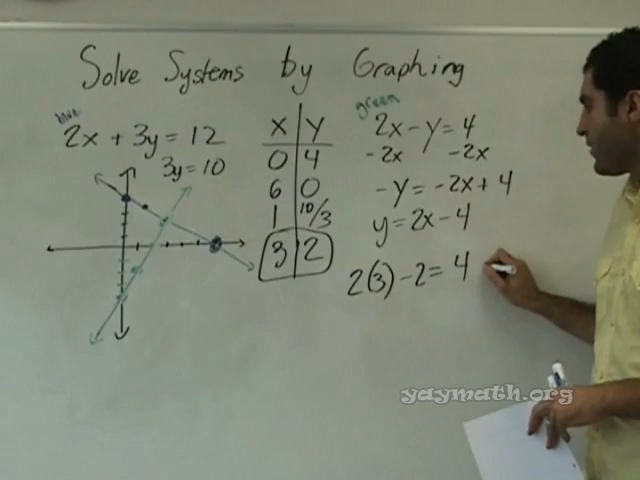 Solve Systems by Graphing
blue
2x + 3y = 12
3y = 10
X Y
0 4
6 0
1 10/3
3 2
green
2x - y = 4
-2x -2x
-y = -2x + 4
y = 2x - 4
2(3) - 2 = 4
yaymath.org